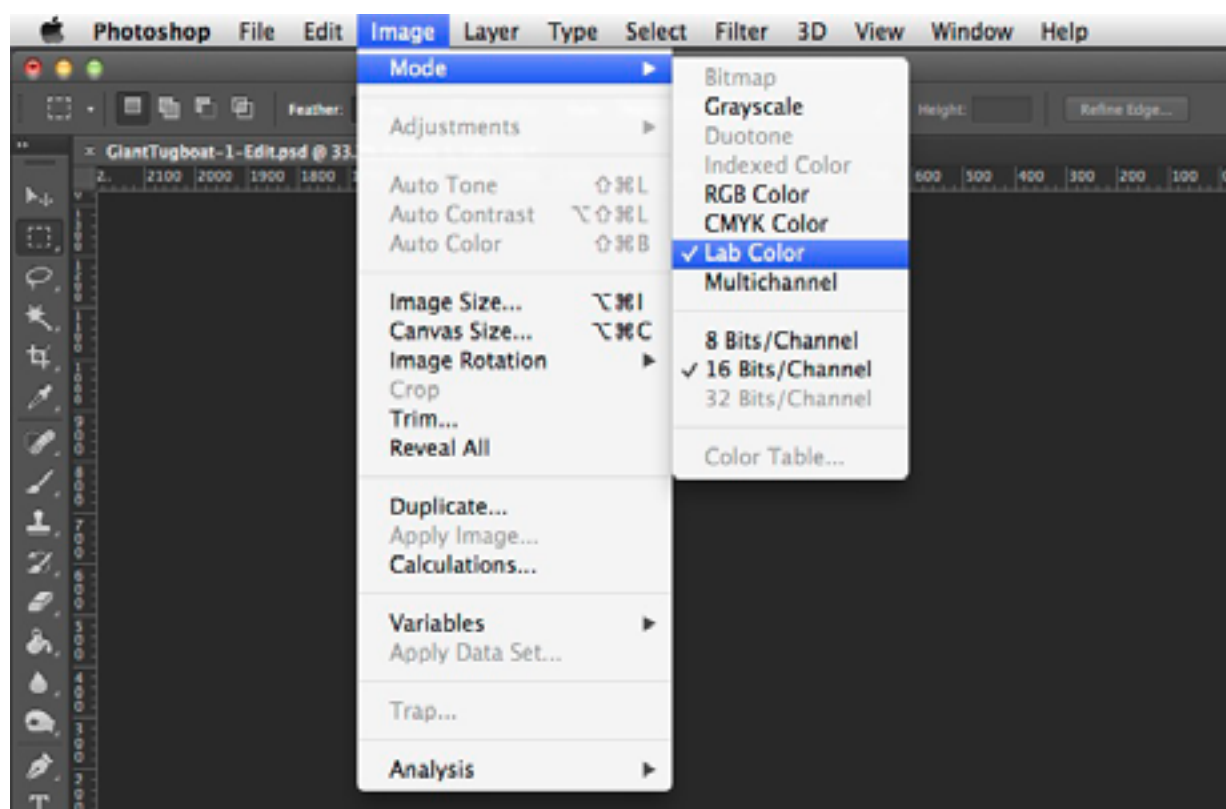 Photoshop File Edit Image Layer Type Select Filter 3D View Window Help
Feather:
Height:
Refine Edge...
GiantTugboat-1-Edit.psd @ 33.
2. 2100 2000 1900 1800
600 500 400 300 200 100
Mode
Adjustments
Auto Tone ⇧⌘L
Auto Contrast ⌥⇧⌘L
Auto Color ⇧⌘B
Image Size... ⌥⌘I
Canvas Size... ⌥⌘C
Image Rotation
Crop
Trim...
Reveal All
Duplicate...
Apply Image...
Calculations...
Variables
Apply Data Set...
Trap...
Analysis
Bitmap
Grayscale
Duotone
Indexed Color
RGB Color
CMYK Color
✓ Lab Color
Multichannel
8 Bits/Channel
✓ 16 Bits/Channel
32 Bits/Channel
Color Table...